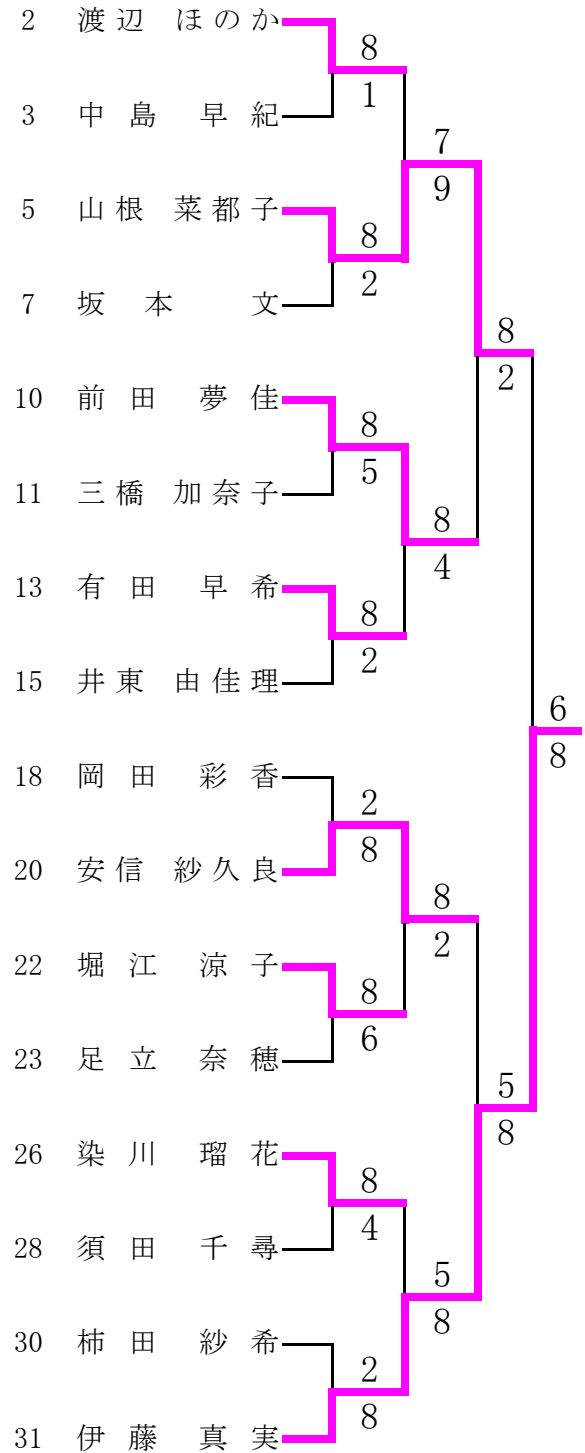 2 渡辺 ほのか
8
1
3 中島 早紀
7
9
5 山根 菜都子
8
2
7 坂本 文
8
2
10 前田 夢佳
8
5
11 三橋 加奈子
8
4
13 有田 早希
8
2
15 井東 由佳理
6
8
18 岡田 彩香
2
8
20 安信 紗久良
8
2
22 堀江 涼子
8
6
23 足立 奈穂
5
8
26 染川 瑠花
8
4
28 須田 千尋
5
8
30 柿田 紗希
2
8
31 伊藤 真実